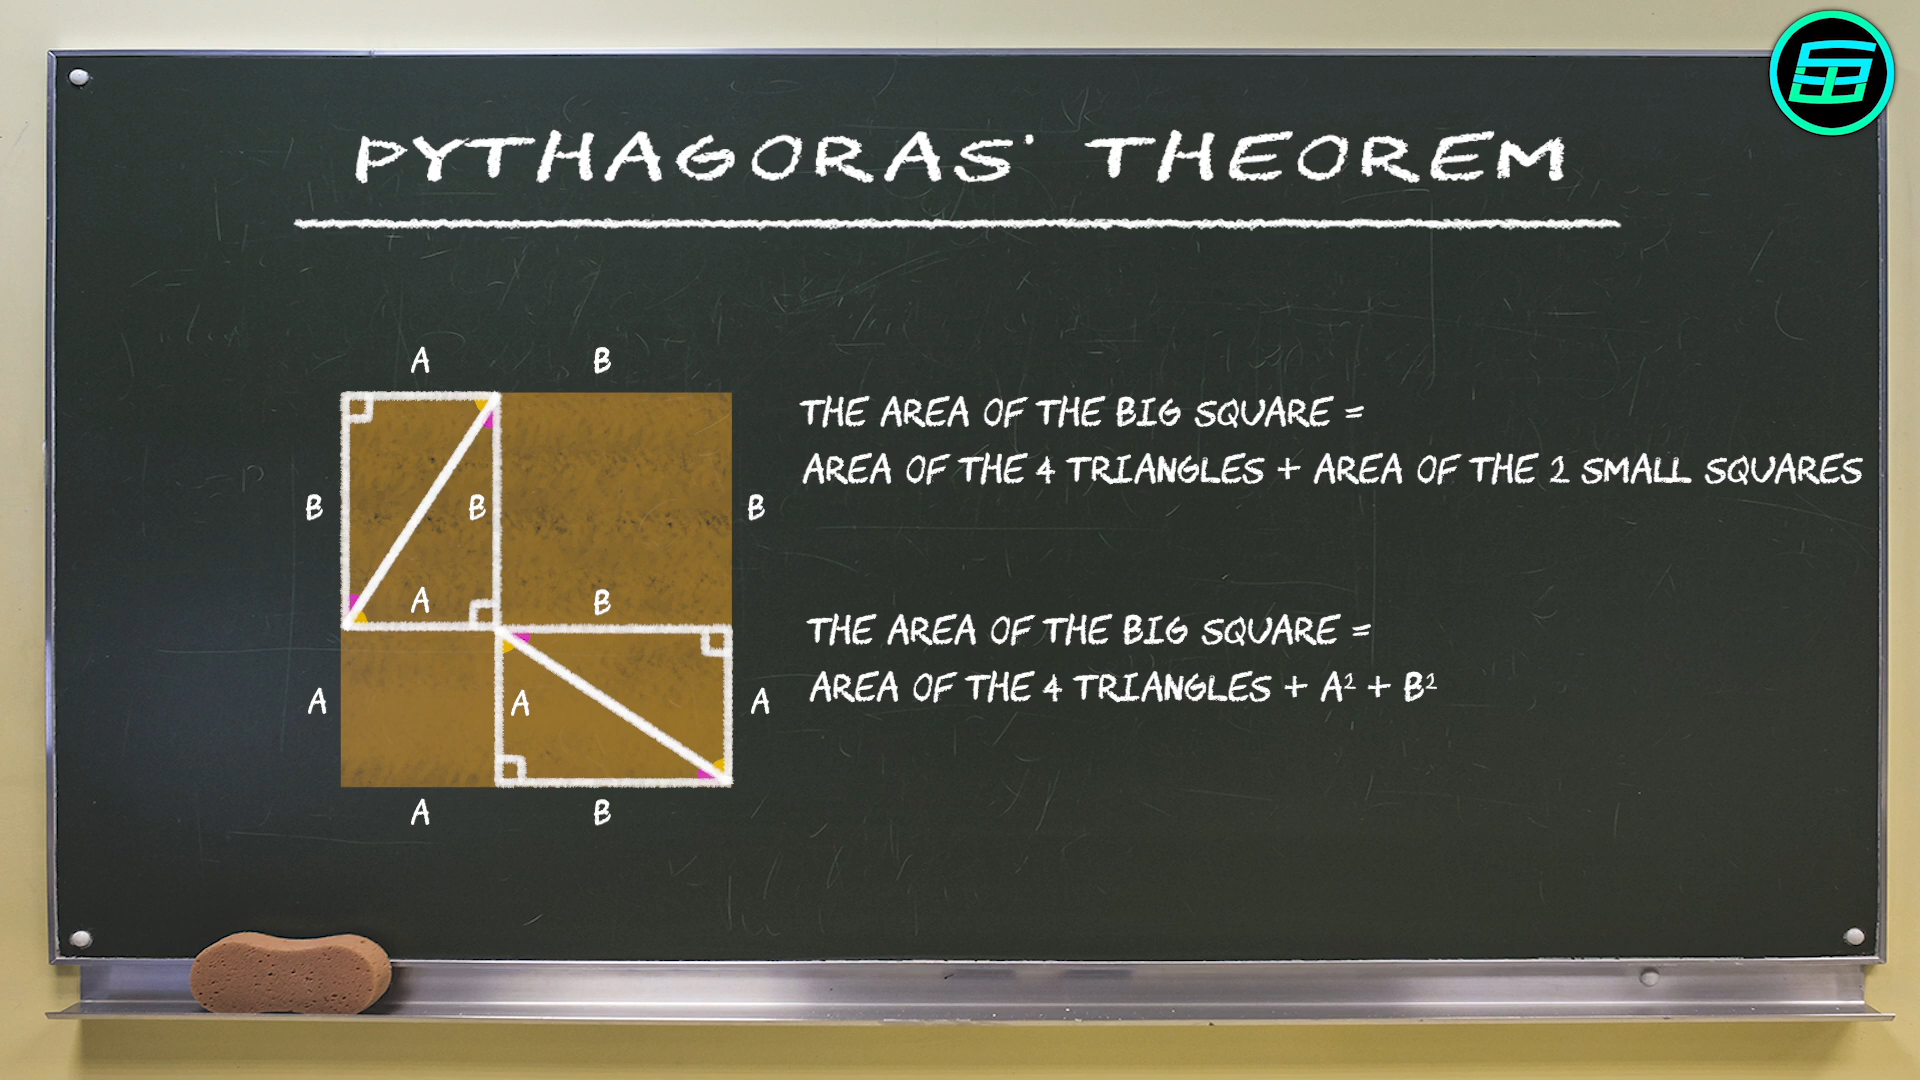 PYTHAGORAS' THEOREM
A B
THE AREA OF THE BIG SQUARE =
AREA OF THE 4 TRIANGLES + AREA OF THE 2 SMALL SQUARES
B B B
A B
THE AREA OF THE BIG SQUARE =
AREA OF THE 4 TRIANGLES + A² + B²
A A A
A B